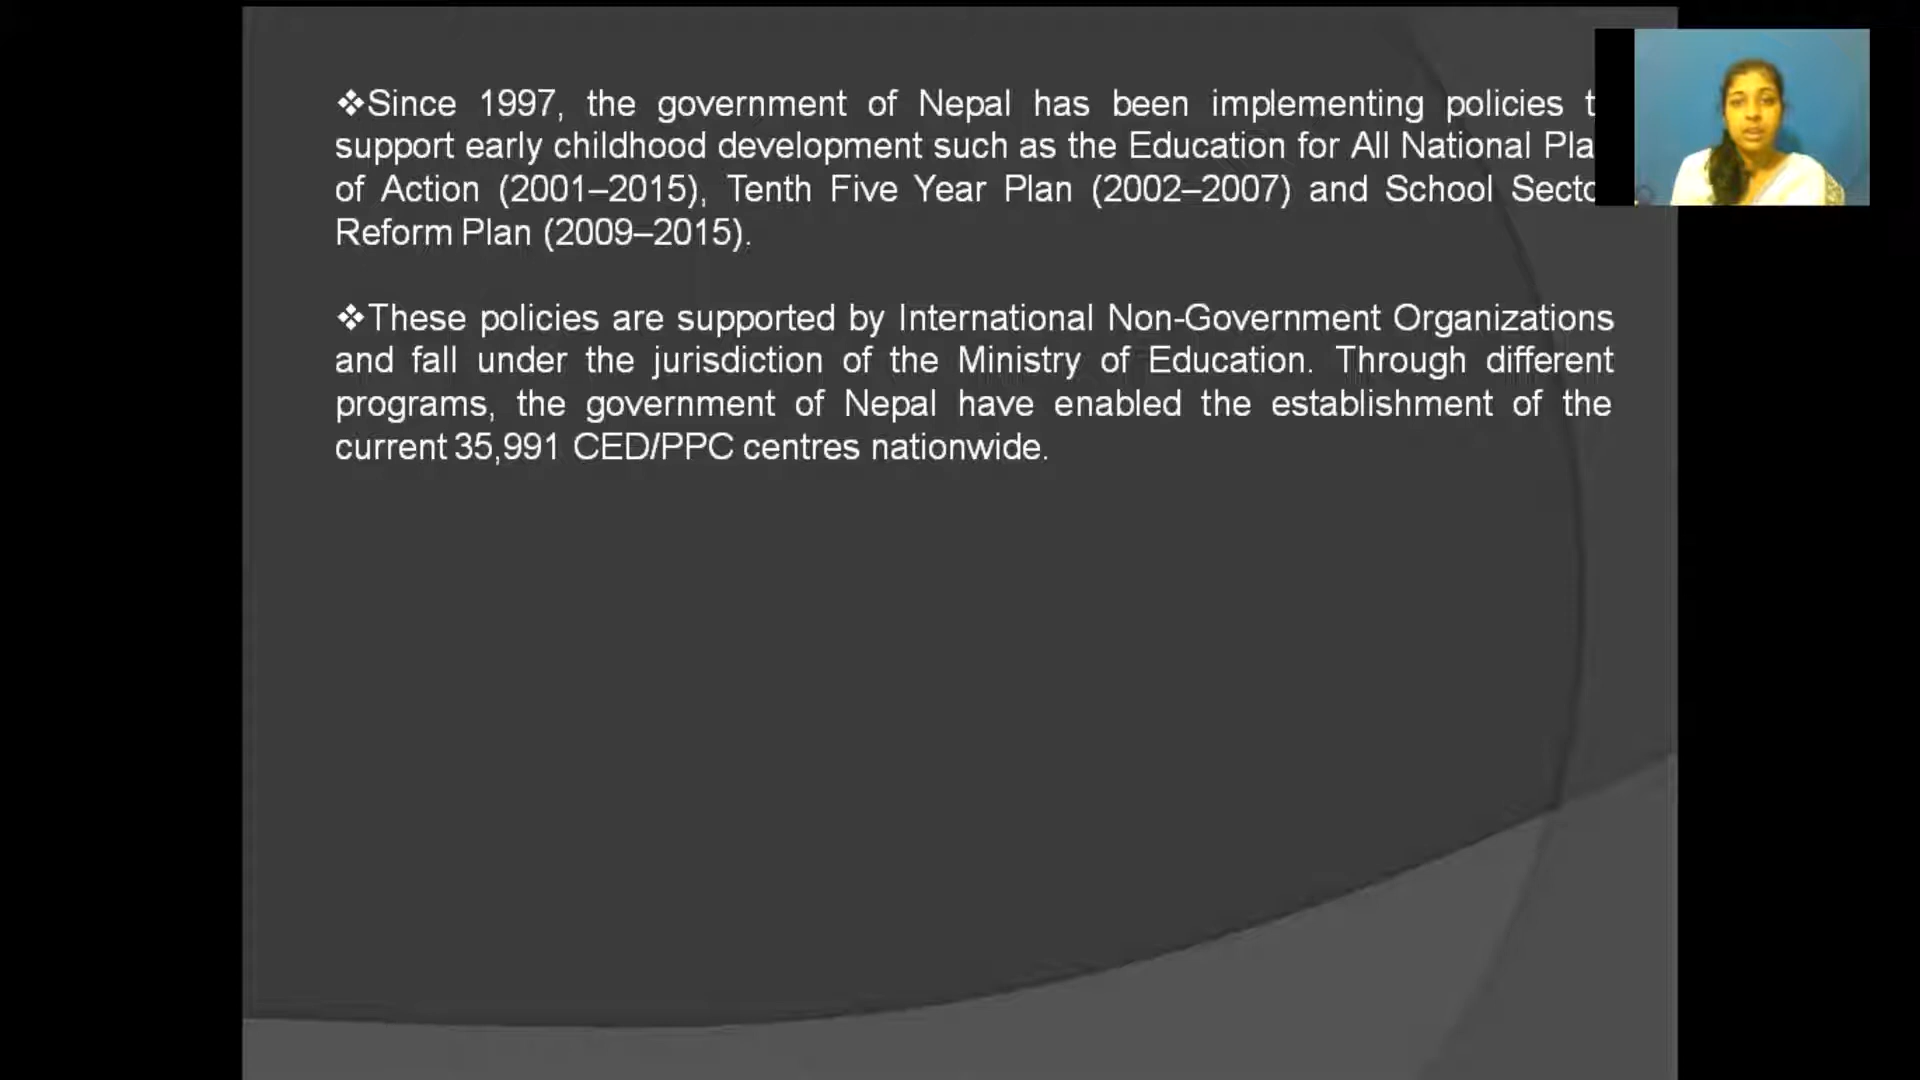 ❖Since 1997, the government of Nepal has been implementing policies t
support early childhood development such as the Education for All National Pla
of Action (2001–2015), Tenth Five Year Plan (2002–2007) and School Secto
Reform Plan (2009–2015).
❖These policies are supported by International Non-Government Organizations
and fall under the jurisdiction of the Ministry of Education. Through different
programs, the government of Nepal have enabled the establishment of the
current 35,991 CED/PPC centres nationwide.